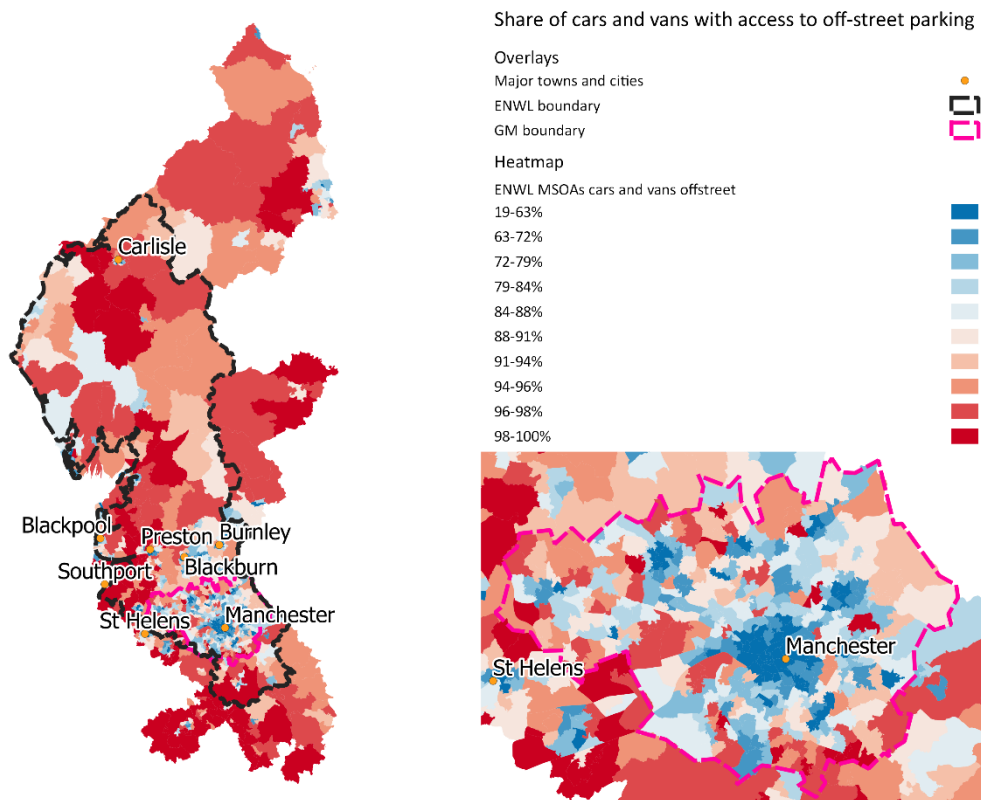 Share of cars and vans with access to off-street parking
Overlays
Major towns and cities
ENWL boundary
GM boundary
Heatmap
ENWL MSOAs cars and vans offstreet
19-63%
63-72%
72-79%
79-84%
84-88%
88-91%
91-94%
94-96%
96-98%
98-100%
Carlisle
Blackpool
Preston
Burnley
Blackburn
Southport
St Helens
Manchester
Manchester
St Helens